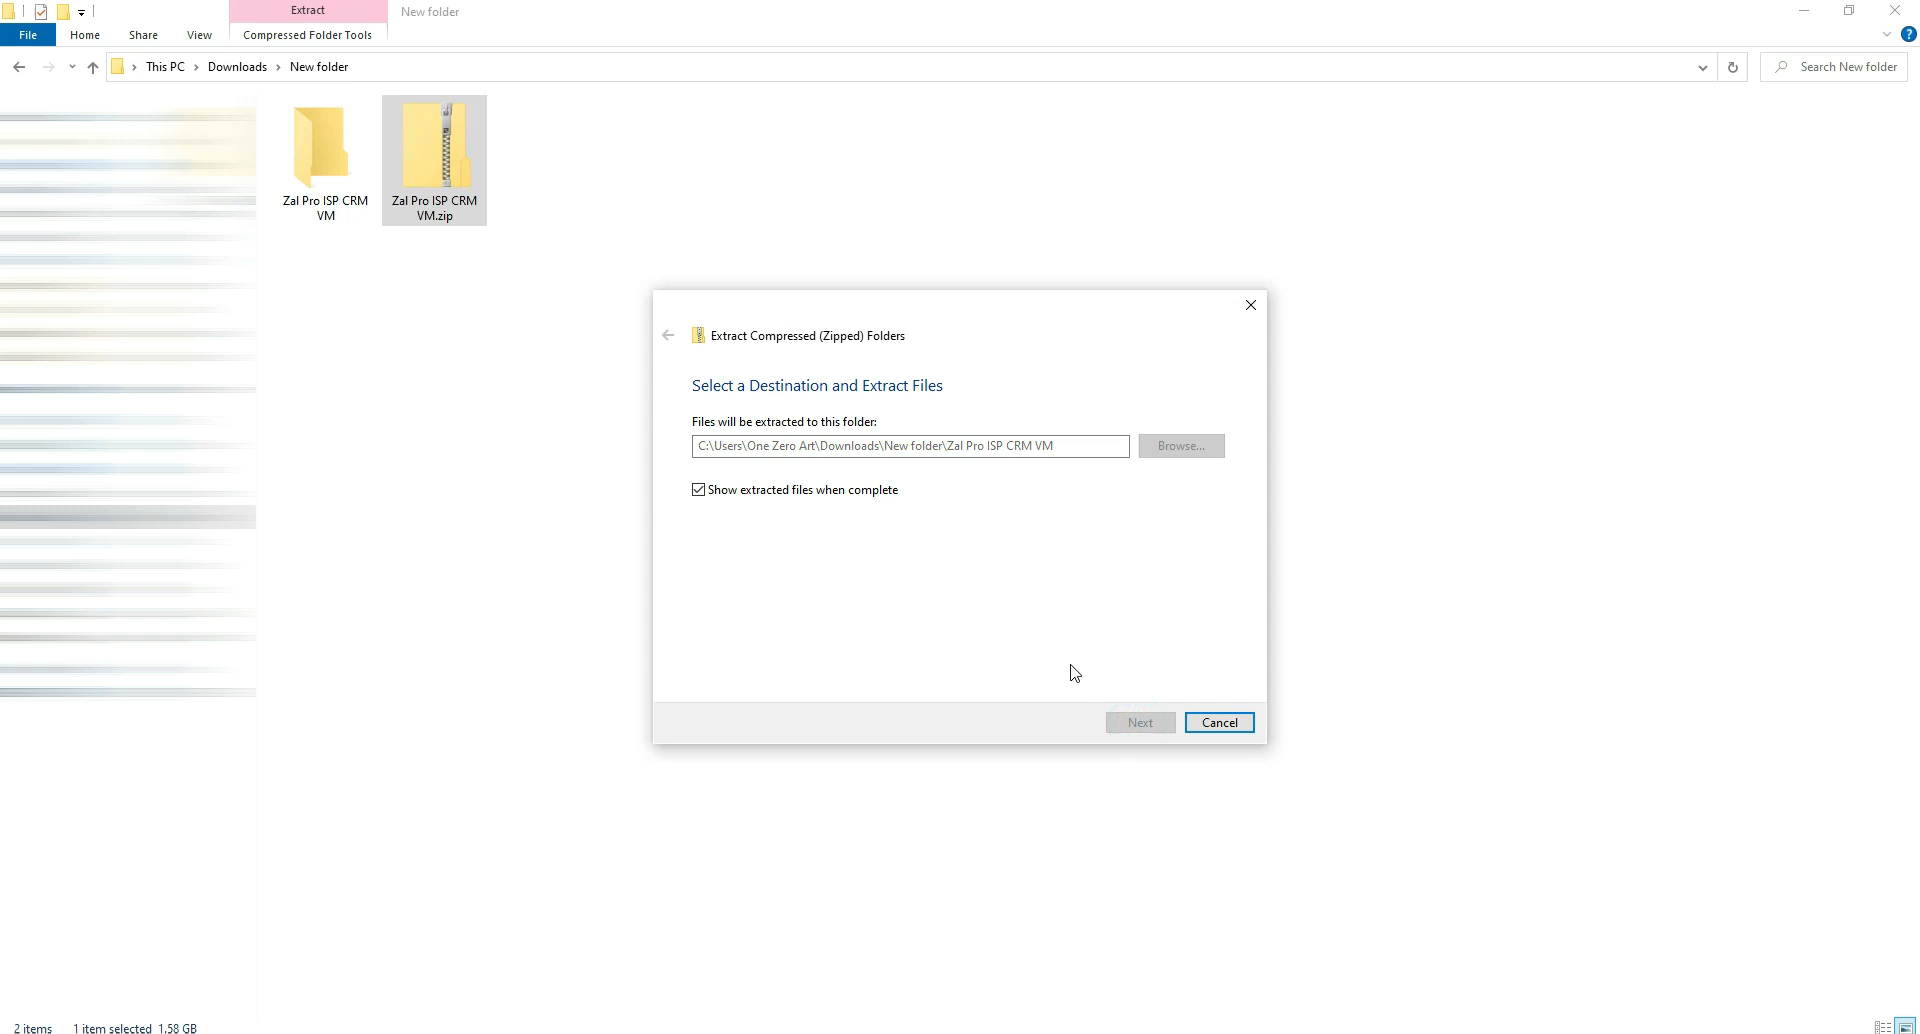 Extract
New folder
File
Home
Share
View
Compressed Folder Tools
?
This PC
Downloads
New folder
Search New folder
Zal Pro ISP CRM
VM
Zal Pro ISP CRM
VM.zip
Extract Compressed (Zipped) Folders
Select a Destination and Extract Files
Files will be extracted to this folder:
C:\Users\One Zero Art\Downloads\New folder\Zal Pro ISP CRM VM
Browse...
Show extracted files when complete
Next
Cancel
2 items
1 item selected 1.58 GB